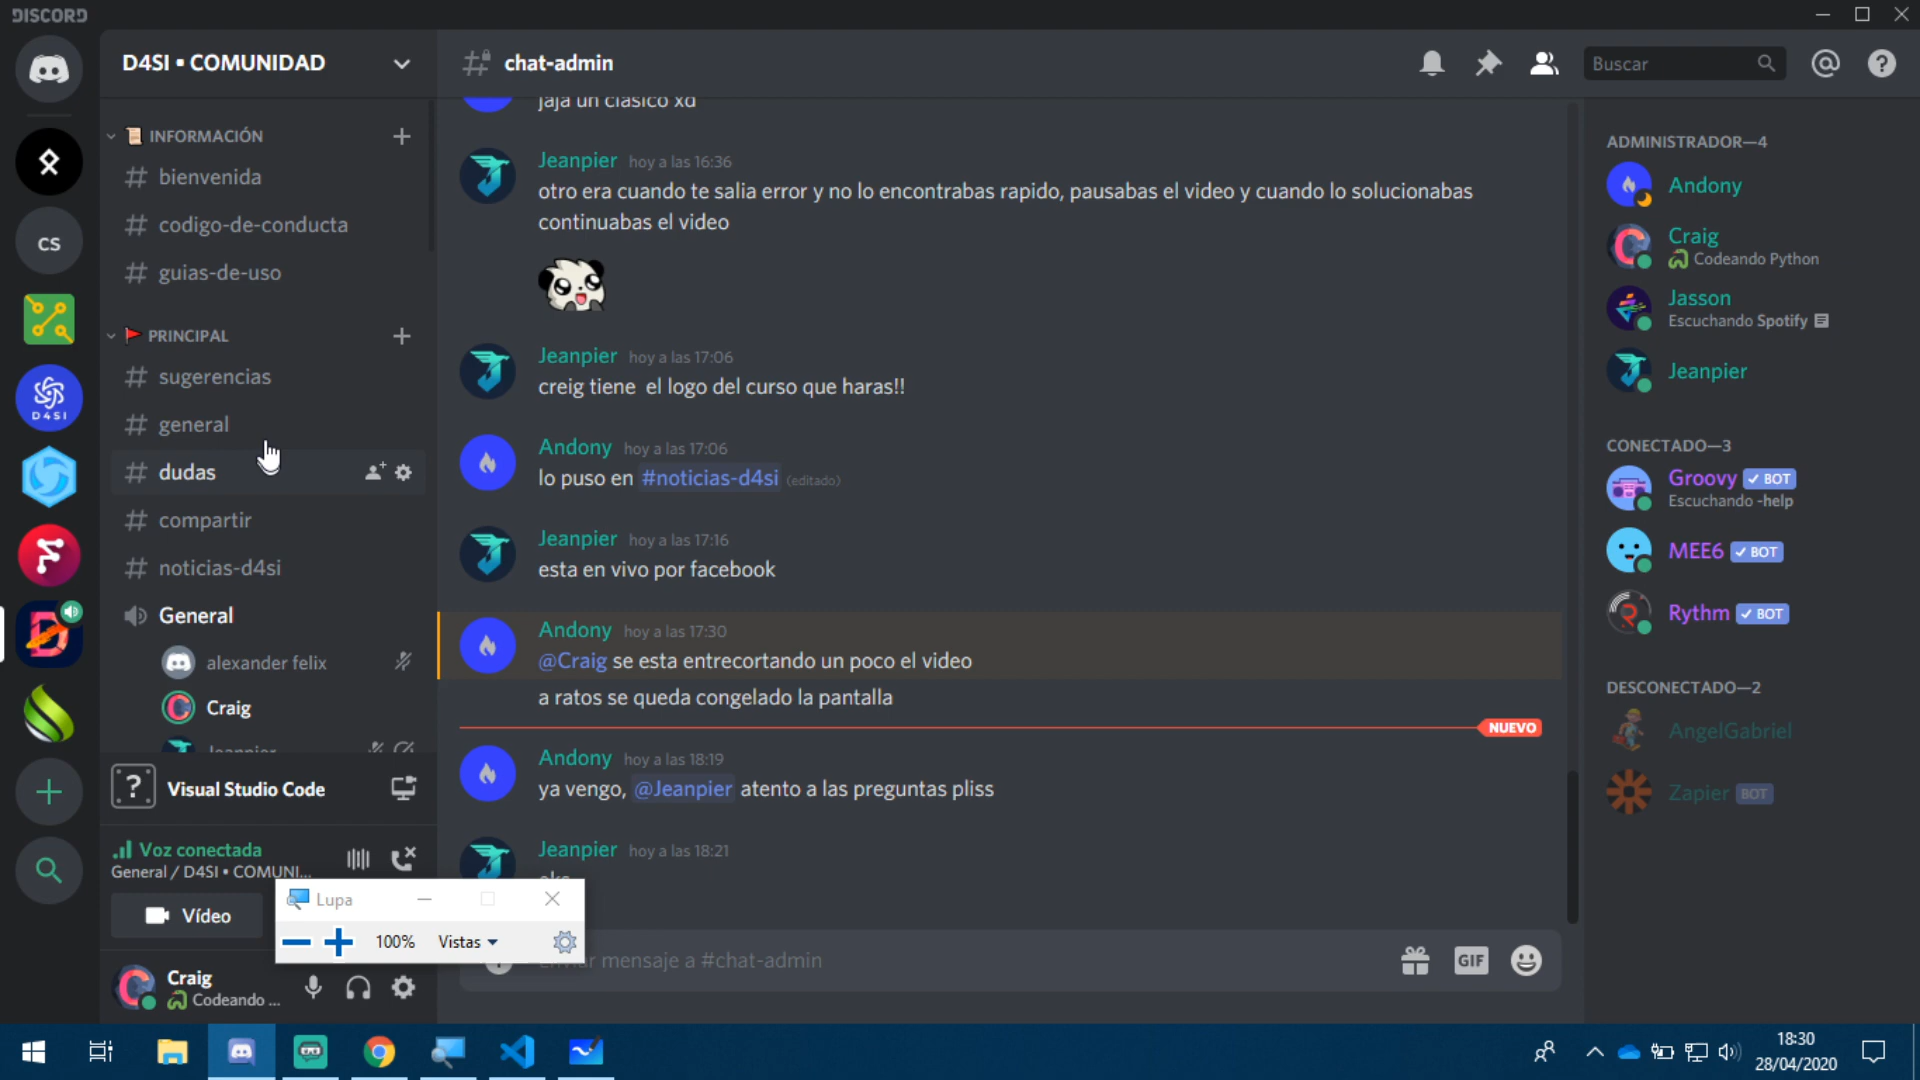 DISCORD
D4SI • COMUNIDAD
INFORMACIÓN
bienvenida
codigo-de-conducta
guias-de-uso
PRINCIPAL
sugerencias
general
dudas
compartir
noticias-d4si
General
alexander felix
Craig
Jeanpier
Visual Studio Code
Voz conectada
General / D4SI • COMUNI...
Vídeo
Craig
Codeando ...
CS
D4SI
chat-admin
Buscar
jaja un clasico xd
Jeanpier hoy a las 16:36
otro era cuando te salia error y no lo encontrabas rapido, pausabas el video y cuando lo solucionabas
continuabas el video
Jeanpier hoy a las 17:06
creig tiene el logo del curso que haras!!
Andony hoy a las 17:06
lo puso en #noticias-d4si (editado)
Jeanpier hoy a las 17:16
esta en vivo por facebook
Andony hoy a las 17:30
@Craig se esta entrecortando un poco el video
a ratos se queda congelado la pantalla
NUEVO
Andony hoy a las 18:19
ya vengo, @Jeanpier atento a las preguntas pliss
Jeanpier hoy a las 18:21
mensaje a #chat-admin
GIF
Lupa
100% Vistas
ADMINISTRADOR—4
Andony
Craig
Codeando Python
Jasson
Escuchando Spotify
Jeanpier
CONECTADO—3
Groovy BOT
Escuchando -help
MEE6 BOT
Rythm BOT
DESCONECTADO—2
AngelGabriel
Zapier BOT
18:30
28/04/2020